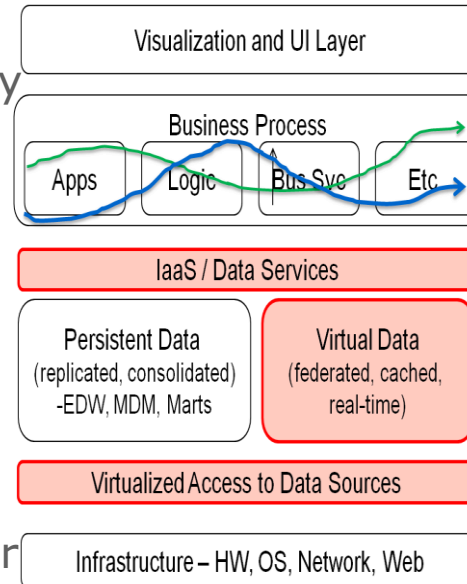 Visualization and UI Layer
y
Business Process
Apps Logic Bus Svc Etc
IaaS / Data Services
Persistent Data
(replicated, consolidated)
-EDW, MDM, Marts
Virtual Data
(federated, cached,
real-time)
Virtualized Access to Data Sources
r
Infrastructure – HW, OS, Network, Web